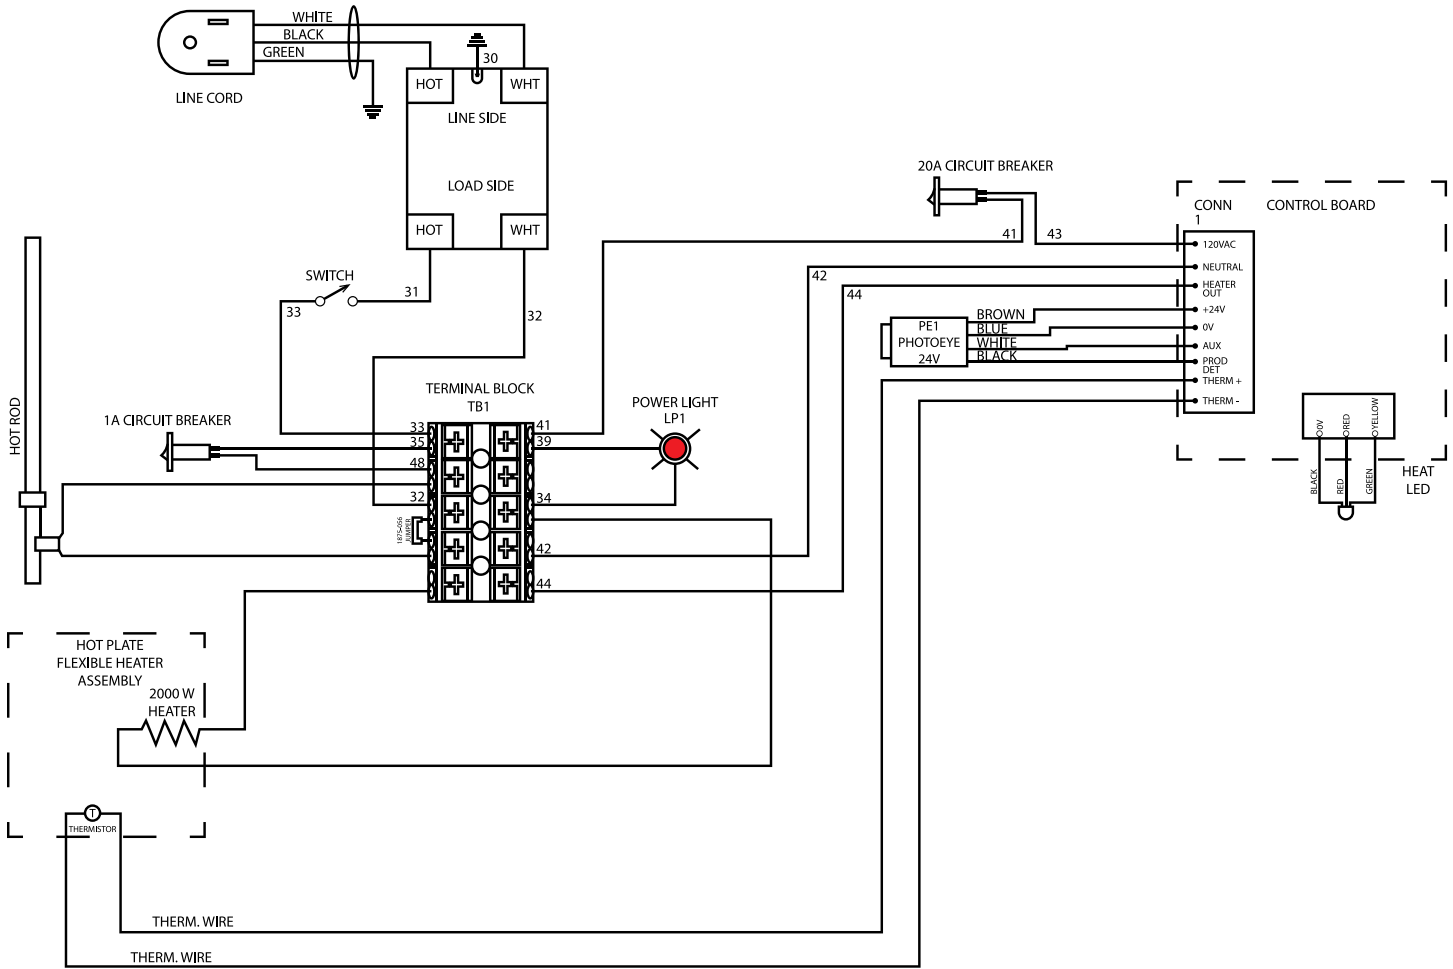 WHITE
BLACK
GREEN
LINE CORD
30
HOT
WHT
LINE SIDE
LOAD SIDE
HOT
WHT
20A CIRCUIT BREAKER
41
43
CONN
1
CONTROL BOARD
120VAC
NEUTRAL
HEATER
OUT
+24V
0V
AUX
PROD
DET
THERM +
THERM -
42
44
SWITCH
31
33
32
PE1
PHOTOEYE
24V
BROWN
BLUE
WHITE
BLACK
TERMINAL BLOCK
TB1
POWER LIGHT
LP1
HOT ROD
1A CIRCUIT BREAKER
33
35
48
32
1875-056
JUMPER
41
39
34
42
44
0V
RED
YELLOW
BLACK
RED
GREEN
HEAT
LED
HOT PLATE
FLEXIBLE HEATER
ASSEMBLY
2000 W
HEATER
T
THERMISTOR
THERM. WIRE
THERM. WIRE